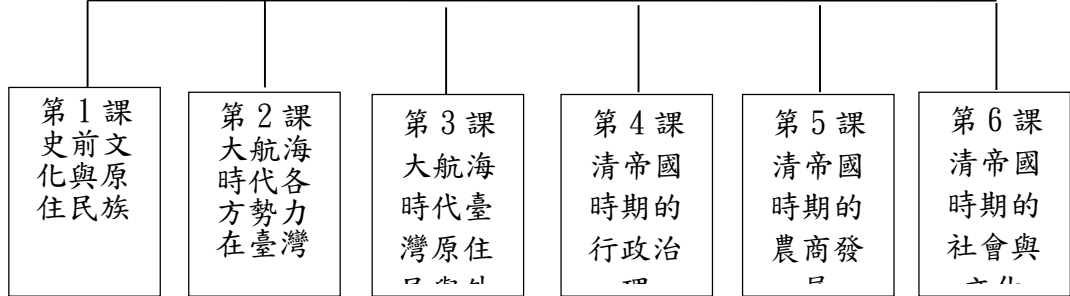 第 1 課
史前文
化與原
住民族
第 2 課
大航海
時代各
方勢力
在臺灣
第 3 課
大航海
時代臺
灣原住
第 4 課
清帝國
時期的
行政治
第 5 課
清帝國
時期的
農商發
第 6 課
清帝國
時期的
社會與